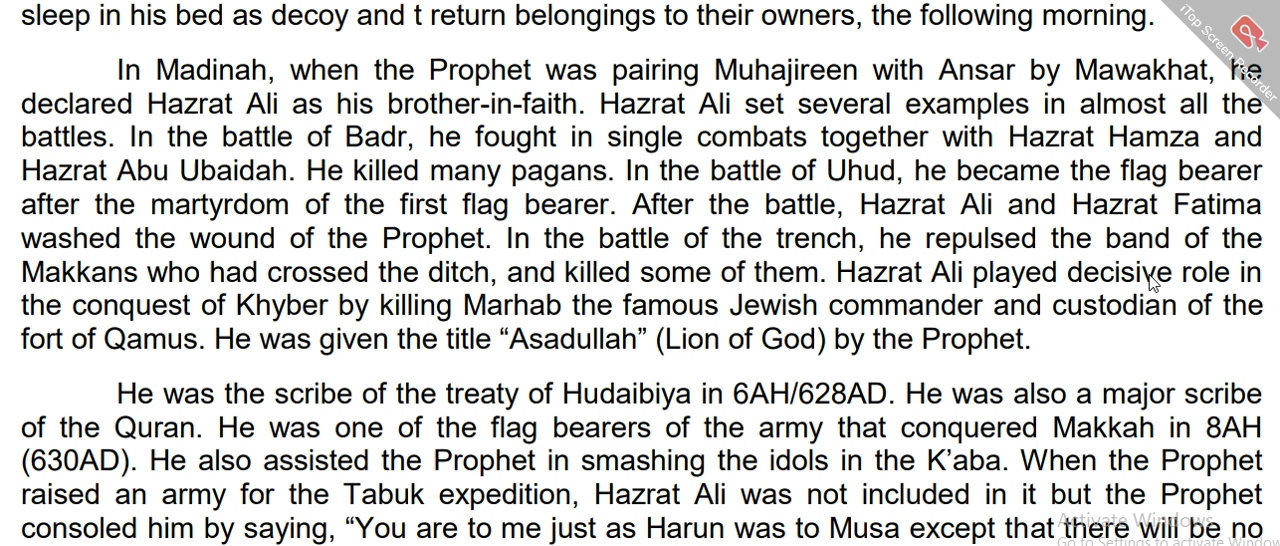 sleep in his bed as decoy and t return belongings to their owners, the following morning.
In Madinah, when the Prophet was pairing Muhajireen with Ansar by Mawakhat, he
declared Hazrat Ali as his brother-in-faith. Hazrat Ali set several examples in almost all the
battles. In the battle of Badr, he fought in single combats together with Hazrat Hamza and
Hazrat Abu Ubaidah. He killed many pagans. In the battle of Uhud, he became the flag bearer
after the martyrdom of the first flag bearer. After the battle, Hazrat Ali and Hazrat Fatima
washed the wound of the Prophet. In the battle of the trench, he repulsed the band of the
Makkans who had crossed the ditch, and killed some of them. Hazrat Ali played decisive role in
the conquest of Khyber by killing Marhab the famous Jewish commander and custodian of the
fort of Qamus. He was given the title “Asadullah” (Lion of God) by the Prophet.
He was the scribe of the treaty of Hudaibiya in 6AH/628AD. He was also a major scribe
of the Quran. He was one of the flag bearers of the army that conquered Makkah in 8AH
(630AD). He also assisted the Prophet in smashing the idols in the K’aba. When the Prophet
raised an army for the Tabuk expedition, Hazrat Ali was not included in it but the Prophet
consoled him by saying, “You are to me just as Harun was to Musa except that there will be no
iTop Screen Recorder
Activate Windows
Go to Settings to activate Window